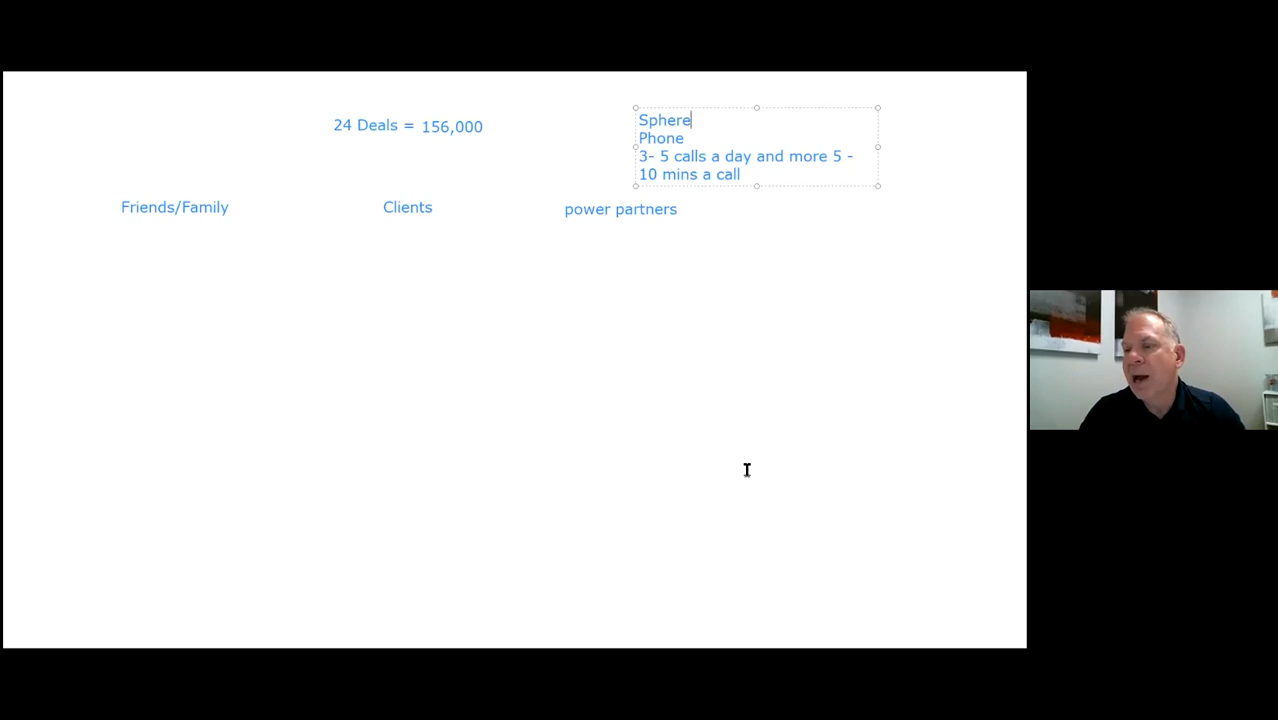 24 Deals = 156,000
Sphere
Phone
3- 5 calls a day and more 5 -
10 mins a call
Friends/Family
Clients
power partners